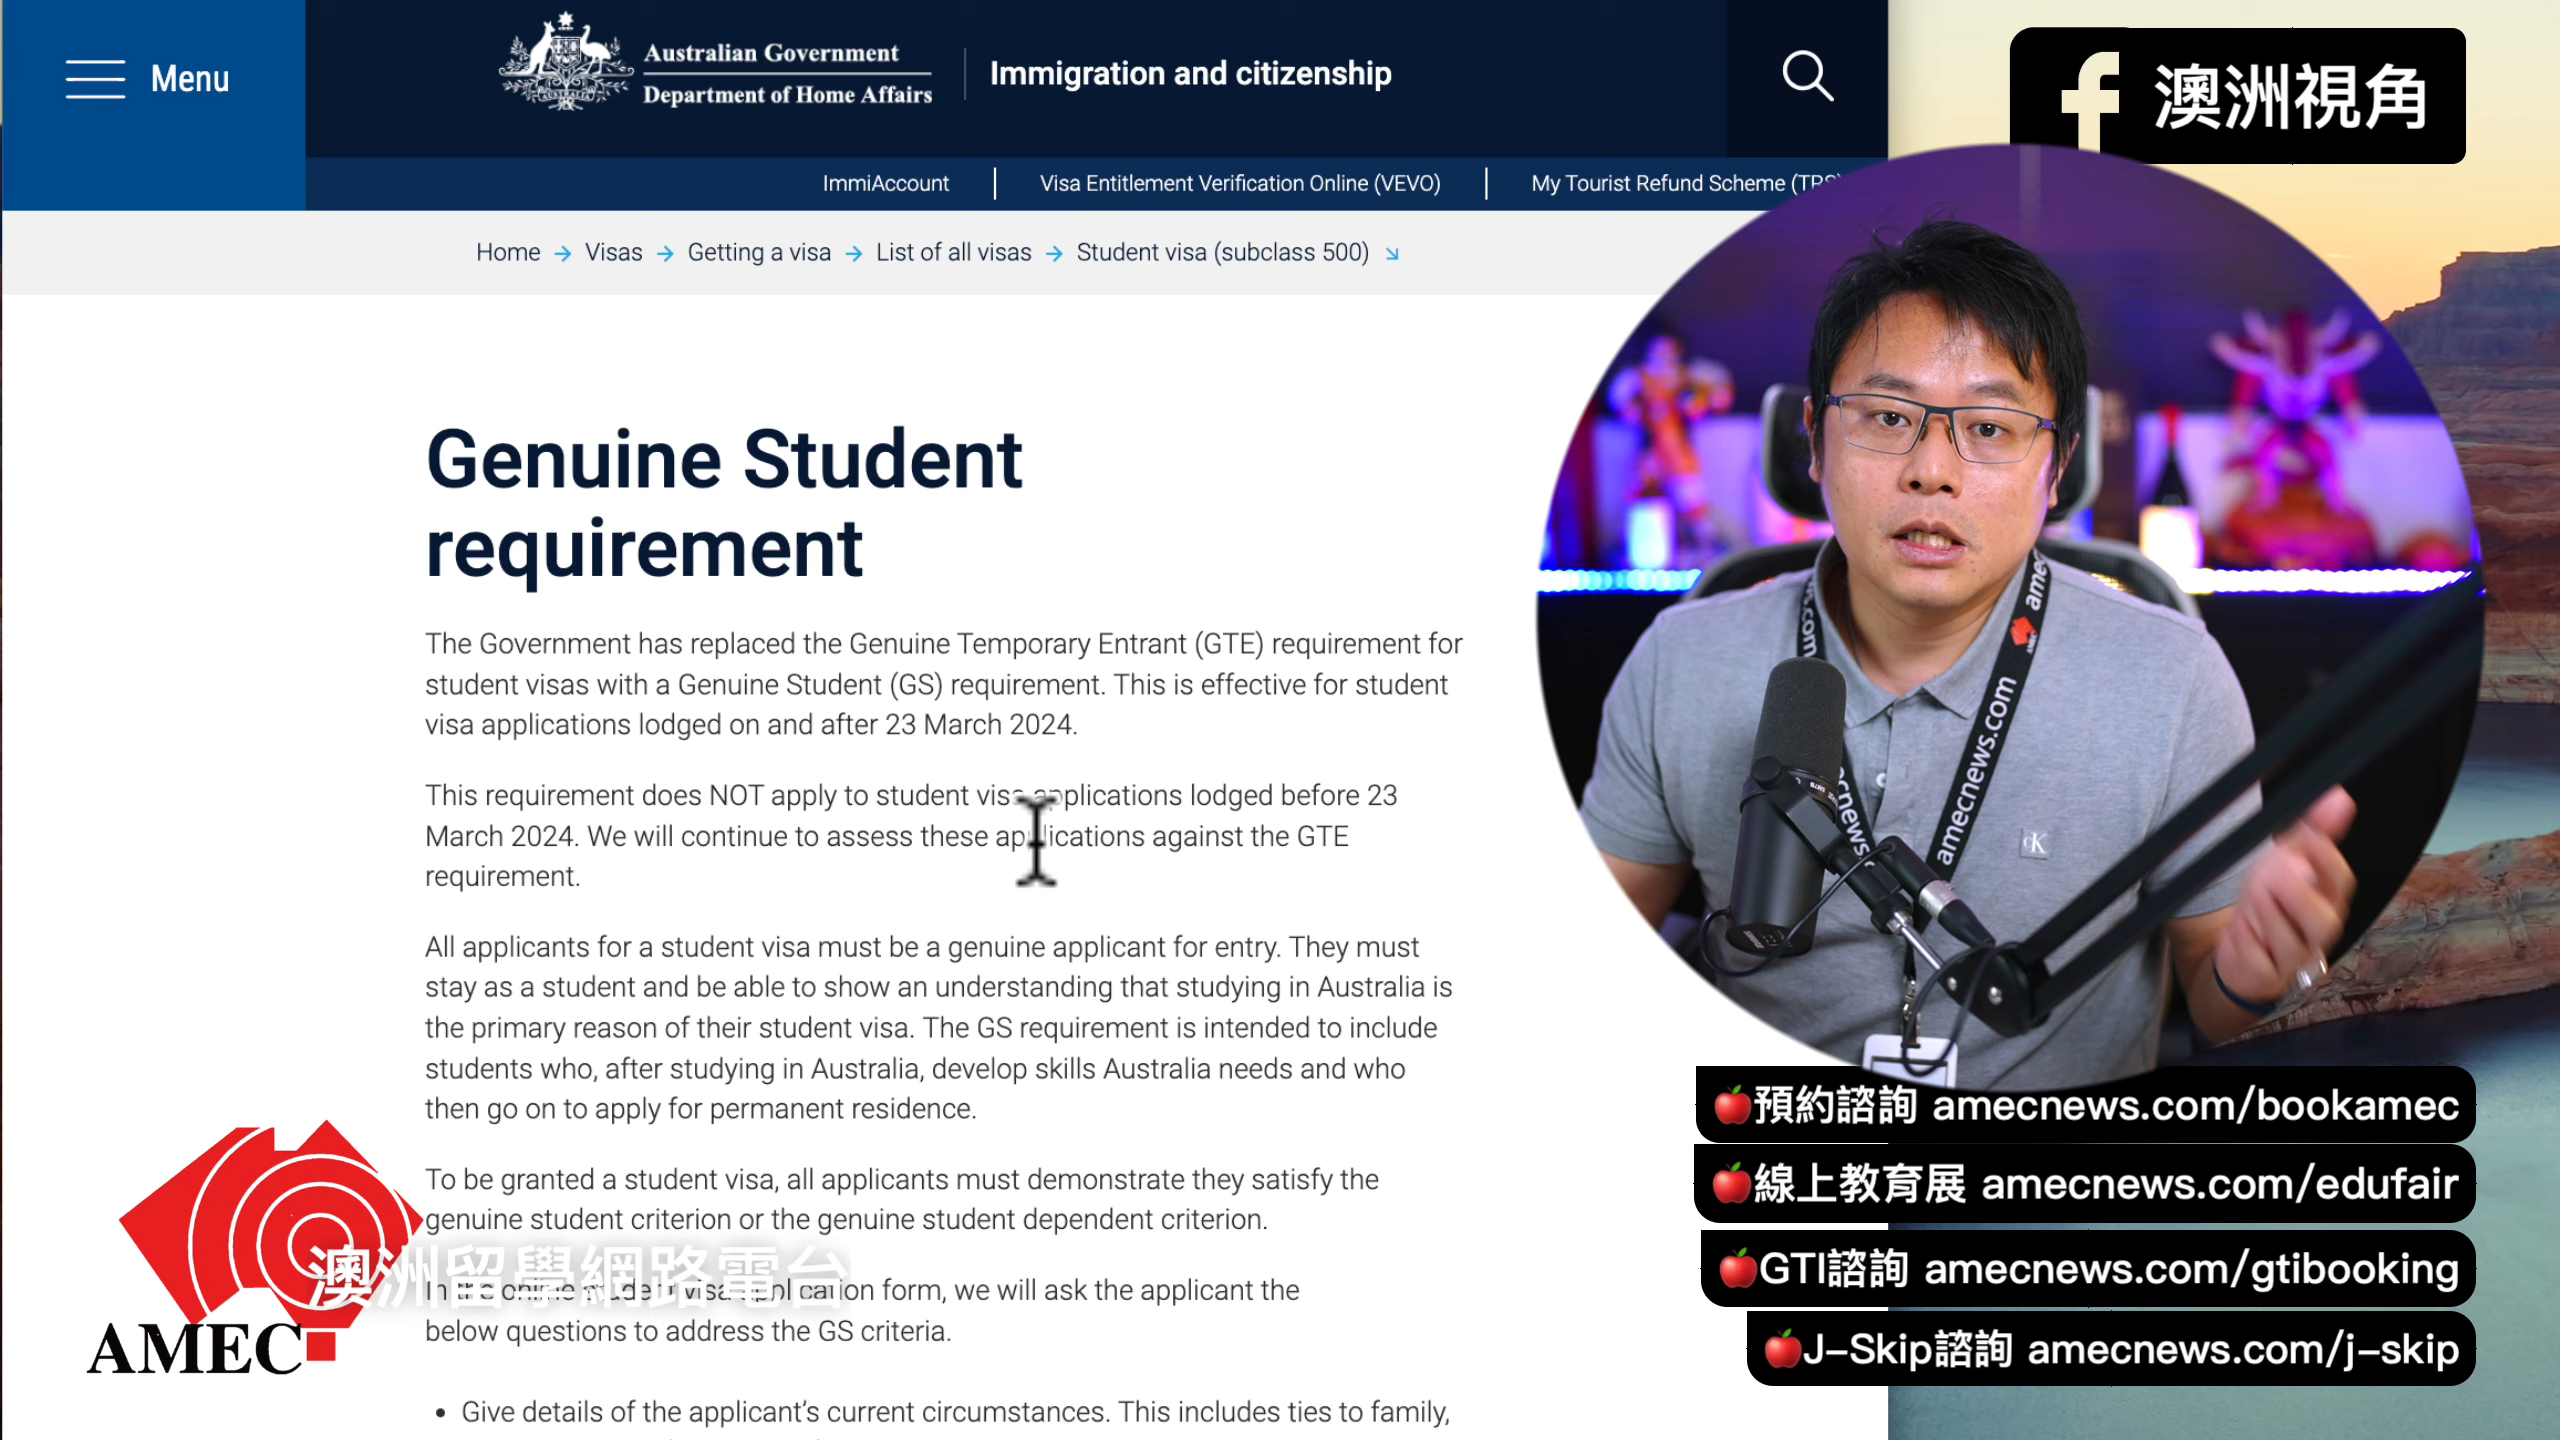 Menu
Australian Government
Department of Home Affairs
Immigration and citizenship
澳洲視角
ImmiAccount
Visa Entitlement Verification Online (VEVO)
My Tourist Refund Scheme (TRS)
Home → Visas → Getting a visa → List of all visas → Student visa (subclass 500)
Genuine Student
requirement
The Government has replaced the Genuine Temporary Entrant (GTE) requirement for
student visas with a Genuine Student (GS) requirement. This is effective for student
visa applications lodged on and after 23 March 2024.
This requirement does NOT apply to student visa applications lodged before 23
March 2024. We will continue to assess these applications against the GTE
requirement.
All applicants for a student visa must be a genuine applicant for entry. They must
stay as a student and be able to show an understanding that studying in Australia is
the primary reason of their student visa. The GS requirement is intended to include
students who, after studying in Australia, develop skills Australia needs and who
then go on to apply for permanent residence.
To be granted a student visa, all applicants must demonstrate they satisfy the
genuine student criterion or the genuine student dependent criterion.
In the online student visa application form, we will ask the applicant the
below questions to address the GS criteria.
• Give details of the applicant's current circumstances. This includes ties to family,
澳洲留學網路電台
AMEC
amecnews.com
CK
🍎預約諮詢 amecnews.com/bookamec
🍎線上教育展 amecnews.com/edufair
🍎GTI諮詢 amecnews.com/gtibooking
🍎J-Skip諮詢 amecnews.com/j-skip